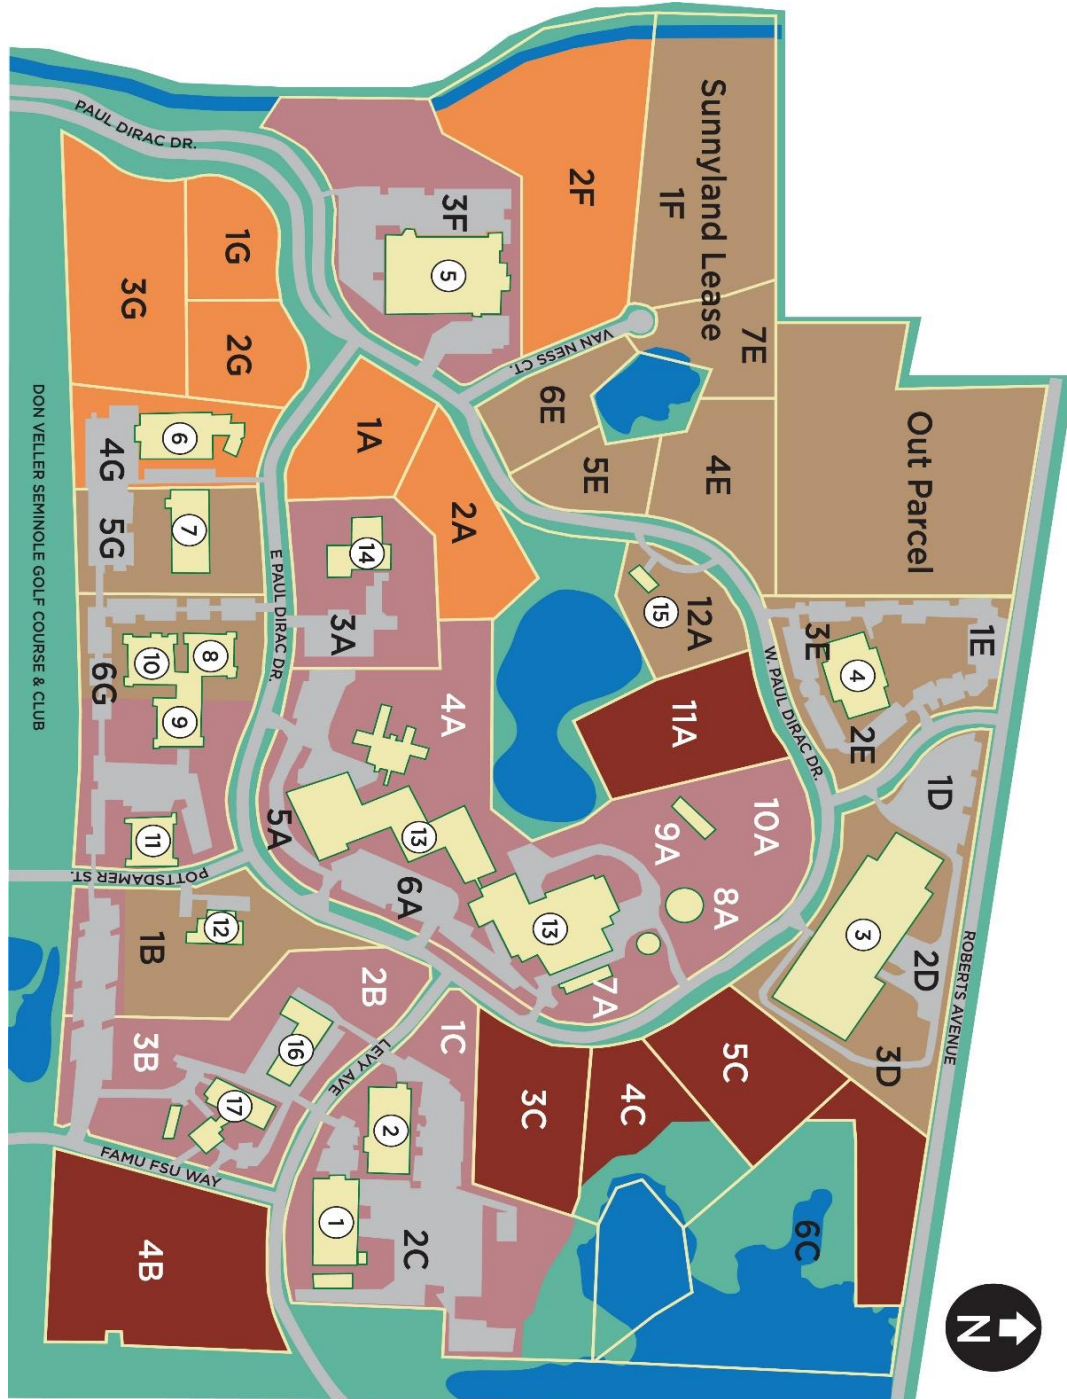 PAUL DIRAC DR.
Sunnyland Lease
1F
2F
3F
5
1G
2G
3G
VAN NESS CT.
7E
6E
5E
4E
Out Parcel
DON VELLER SEMINOLE GOLF COURSE & CLUB
4G
6
5G
7
1A
2A
E PAUL DIRAC DR.
14
3A
15
12A
W. PAUL DIRAC DR.
3E
1E
4
2E
6G
10
8
9
4A
11A
1D
11
POTTSDAMER ST.
5A
13
6A
13
10A
9A
8A
7A
3
2D
3D
ROBERTS AVENUE
12
1B
2B
3B
16
17
LEVY AVE
1C
2
1
2C
3C
4C
5C
6C
FAMU FSU WAY
4B
N